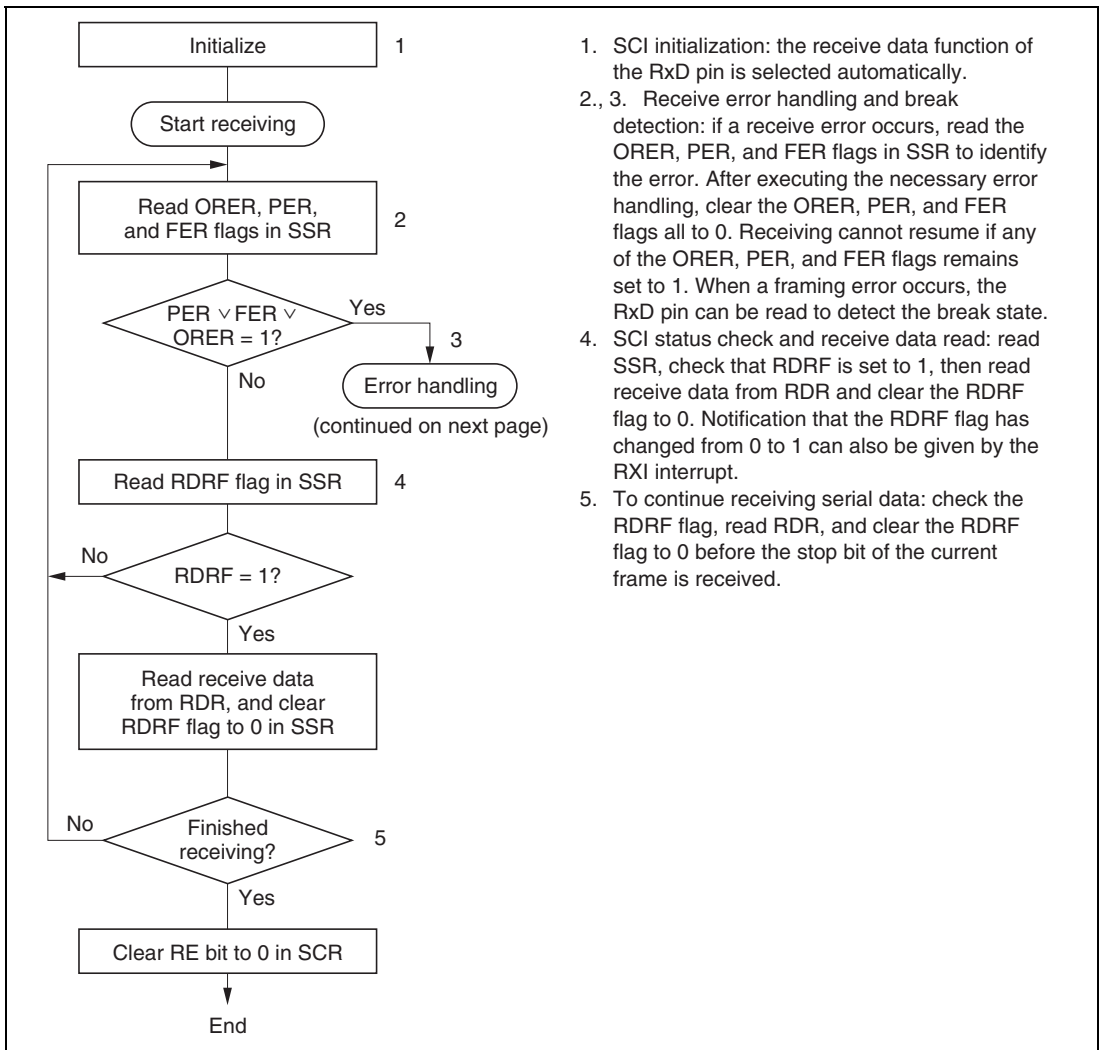 Initialize
1
Start receiving
Read ORER, PER,
and FER flags in SSR
2
PER ∨ FER ∨
ORER = 1?
Yes
3
No
Error handling
(continued on next page)
Read RDRF flag in SSR
4
No
RDRF = 1?
Yes
Read receive data
from RDR, and clear
RDRF flag to 0 in SSR
No
Finished
receiving?
5
Yes
Clear RE bit to 0 in SCR
End
1. SCI initialization: the receive data function of
the RxD pin is selected automatically.
2., 3. Receive error handling and break
detection: if a receive error occurs, read the
ORER, PER, and FER flags in SSR to identify
the error. After executing the necessary error
handling, clear the ORER, PER, and FER
flags all to 0. Receiving cannot resume if any
of the ORER, PER, and FER flags remains
set to 1. When a framing error occurs, the
RxD pin can be read to detect the break state.
4. SCI status check and receive data read: read
SSR, check that RDRF is set to 1, then read
receive data from RDR and clear the RDRF
flag to 0. Notification that the RDRF flag has
changed from 0 to 1 can also be given by the
RXI interrupt.
5. To continue receiving serial data: check the
RDRF flag, read RDR, and clear the RDRF
flag to 0 before the stop bit of the current
frame is received.